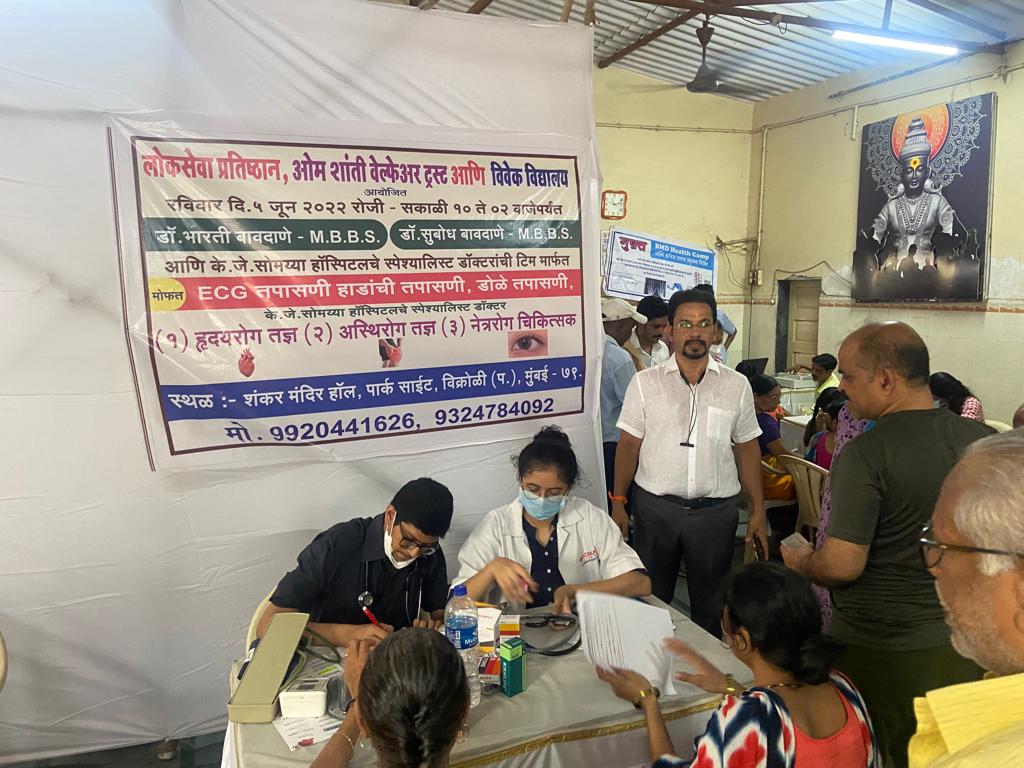 लोकसेवा प्रतिष्ठान, ओम शांती वेल्फेअर ट्रस्ट आणि विवेक विद्यालय
आयोजित
रविवार दि.५ जून २०२२ रोजी - सकाळी १० ते ०२ वाजेपर्यंत
डॉ.भारती बावदाणे - M.B.B.S. डॉ.सुबोध बावदाणे - M.B.B.S.
आणि के.जे.सोमय्या हॉस्पिटलचे स्पेश्यालिस्ट डॉक्टरांची टिम मार्फत
मोफत ECG तपासणी हाडांची तपासणी, डोळे तपासणी,
के.जे.सोमय्या हॉस्पिटलचे स्पेश्यालिस्ट डॉक्टर
(१) हृदयरोग तज्ञ (२) अस्थिरोग तज्ञ (३) नेत्ररोग चिकित्सक
स्थळ :- शंकर मंदिर हॉल, पार्क साईट, विक्रोळी (प.), मुंबई - ७९.
मो. 9920441626, 9324784092
मुफ्त BMD Health Camp